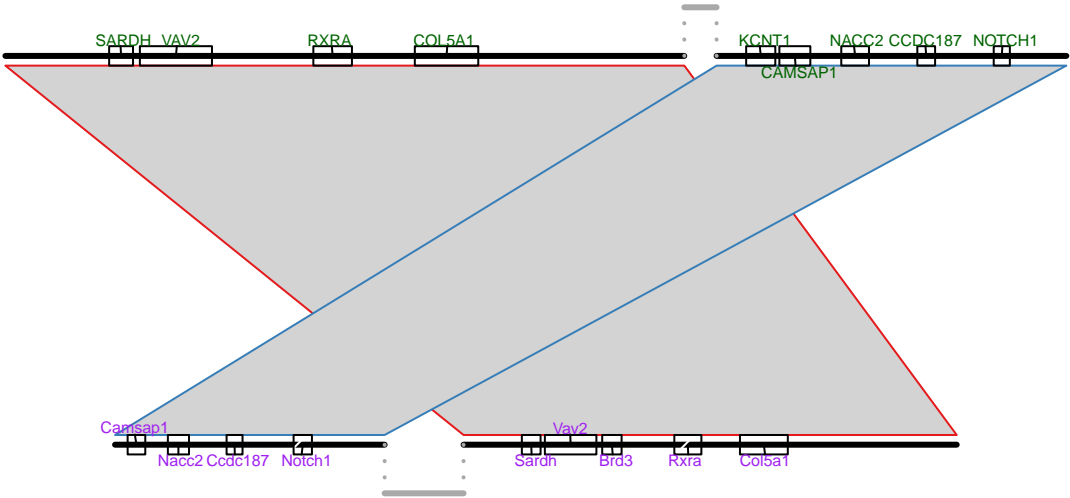 SARDH VAV2 RXRA COL5A1 KCNT1 NACC2 CCDC187 NOTCH1
CAMSAP1
Camsap1 Vav2
Nacc2 Ccdc187 Notch1 Sardh Brd3 Rxra Col5a1